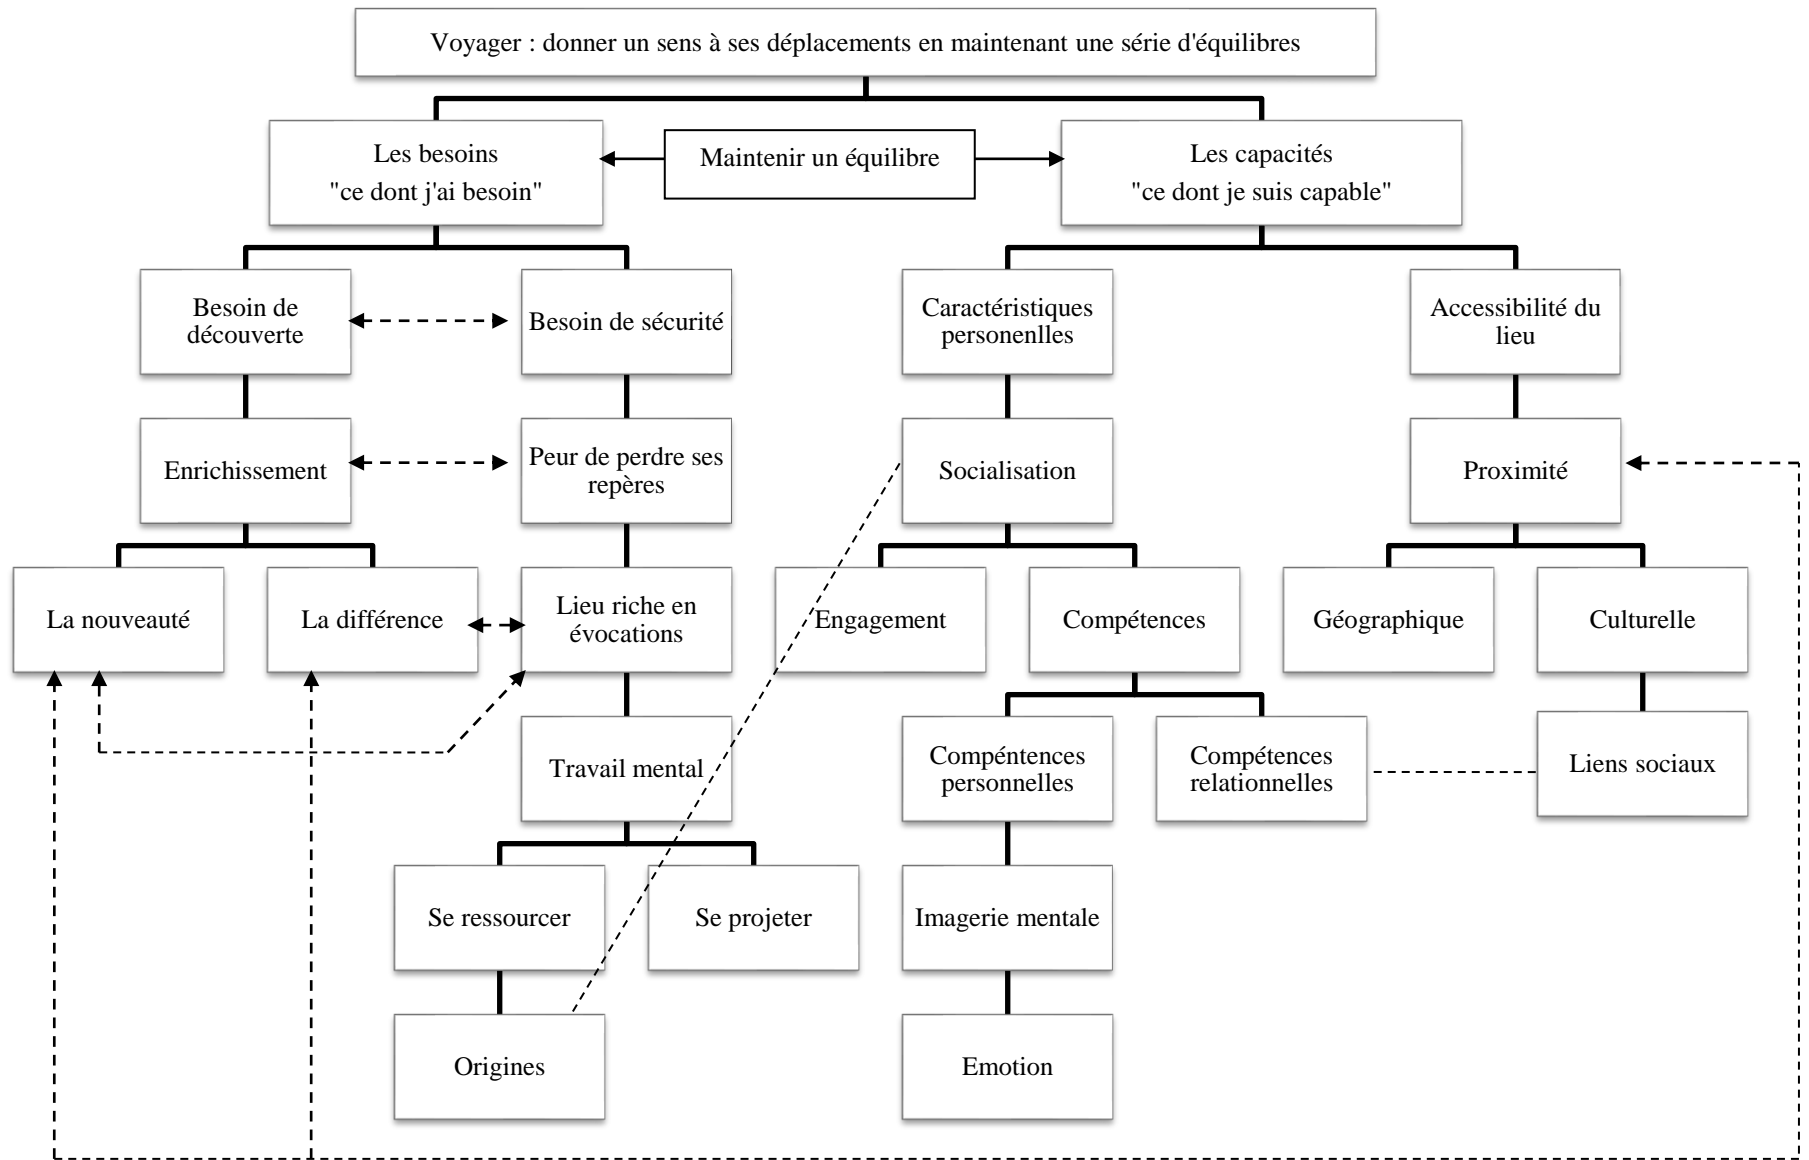 Voyager : donner un sens à ses déplacements en maintenant une série d'équilibres
Les besoins
"ce dont j'ai besoin"
Maintenir un équilibre
Les capacités
"ce dont je suis capable"
Besoin de
découverte
Besoin de sécurité
Caractéristiques
personenlles
Accessibilité du
lieu
Enrichissement
Peur de perdre ses
repères
Socialisation
Proximité
La nouveauté
La différence
Lieu riche en
évocations
Engagement
Compétences
Géographique
Culturelle
Travail mental
Compéntences
personnelles
Compétences
relationnelles
Liens sociaux
Se ressourcer
Se projeter
Imagerie mentale
Origines
Emotion